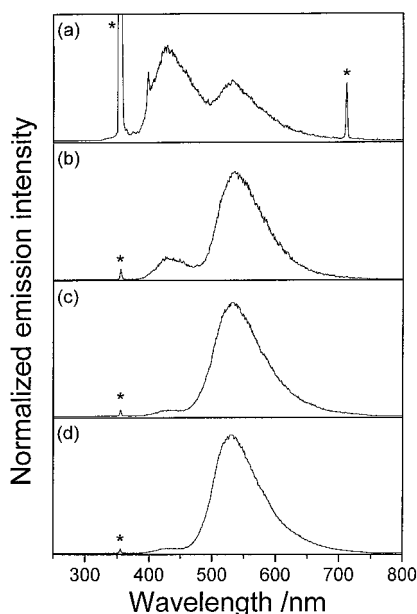 Normalized emission intensity
(a)
*
*
(b)
*
(c)
*
(d)
*
300 400 500 600 700 800
Wavelength /nm